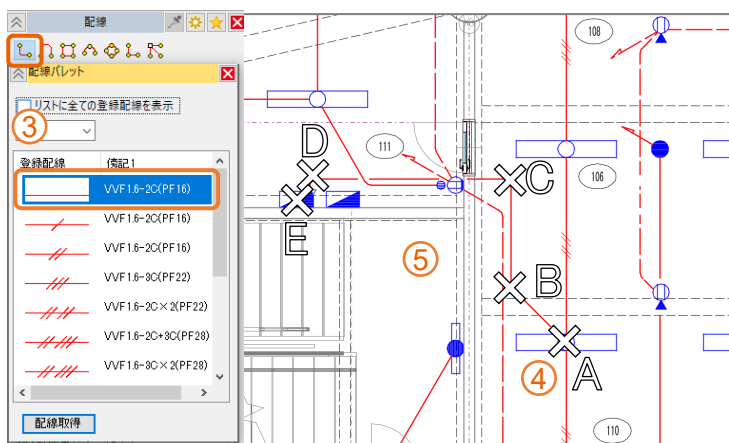 配線
配線パレット
リストに全ての登録配線を表示
③
登録配線 傍記1
VVF1.6-2C(PF16)
VVF1.6-2C(PF16)
VVF1.6-2C(PF16)
VVF1.6-3C(PF22)
VVF1.6-2C×2(PF22)
VVF1.6-2C+3C(PF28)
VVF1.6-3C×2(PF28)
配線取得
108
D
111
C
106
E
⑤
B
④
A
110